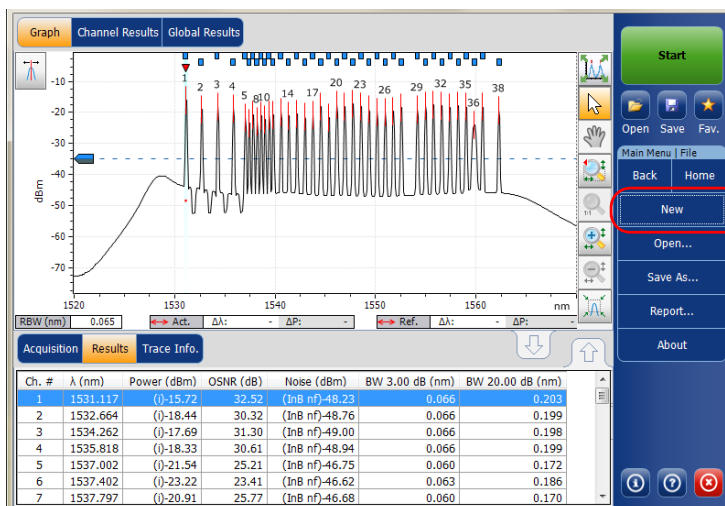 Graph Channel Results Global Results
Start
Open Save Fav.
Main Menu | File
Back Home
New
Open...
Save As...
Report...
About
1 2 3 4 5 8 10 14 17 20 23 26 29 32 35 36 38
-10
-20
-30
-40
-50
-60
-70
dBm
1520 1530 1540 1550 1560 nm
1:1
RBW (nm) 0.065 Act. Δλ: - ΔP: - Ref. Δλ: - ΔP: -
Acquisition Results Trace Info.
Ch. # λ (nm) Power (dBm) OSNR (dB) Noise (dBm) BW 3.00 dB (nm) BW 20.00 dB (nm)
1 1531.117 (i)-15.72 32.52 (InB nf)-48.23 0.066 0.203
2 1532.664 (i)-18.44 30.32 (InB nf)-48.76 0.066 0.199
3 1534.262 (i)-17.69 31.30 (InB nf)-49.00 0.066 0.198
4 1535.818 (i)-18.33 30.61 (InB nf)-48.94 0.066 0.199
5 1537.002 (i)-21.54 25.21 (InB nf)-46.75 0.060 0.172
6 1537.402 (i)-23.22 23.41 (InB nf)-46.62 0.063 0.186
7 1537.797 (i)-20.91 25.77 (InB nf)-46.68 0.060 0.170